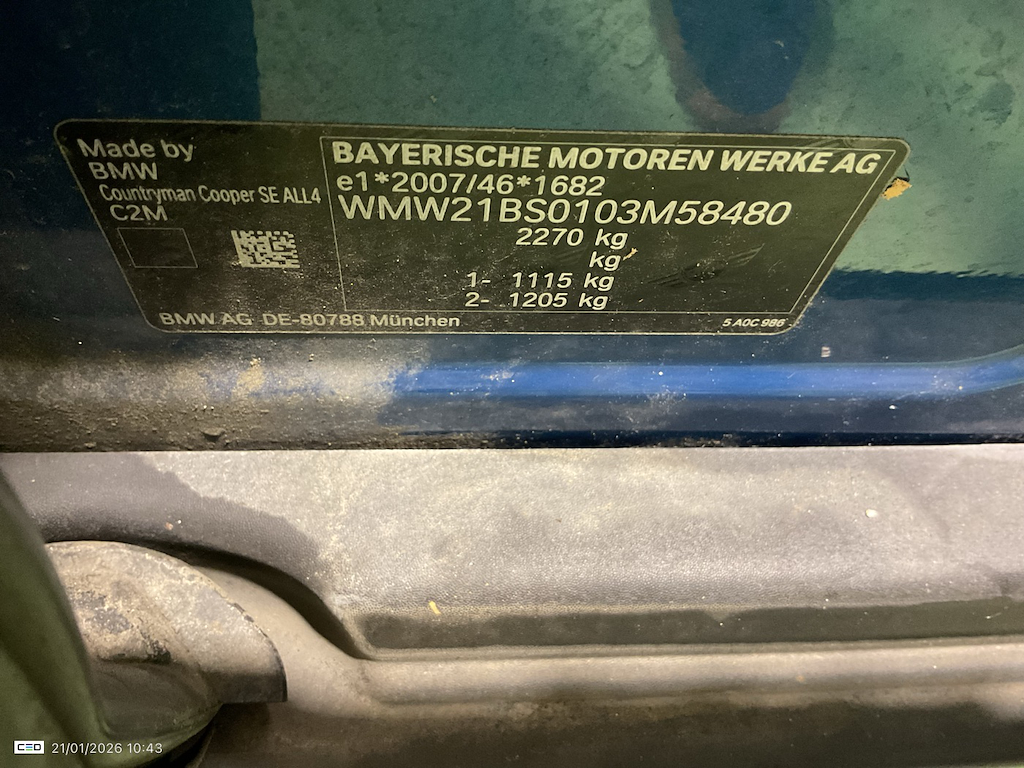 Made by
BMW
Countryman Cooper SE ALL4
C2M
BAYERISCHE MOTOREN WERKE AG
e1*2007/46*1682
WMW21BS0103M58480
2270 kg
kg
1- 1115 kg
2- 1205 kg
BMW AG DE-80788 München
5 A0C 986
CEO 21/01/2026 10:43